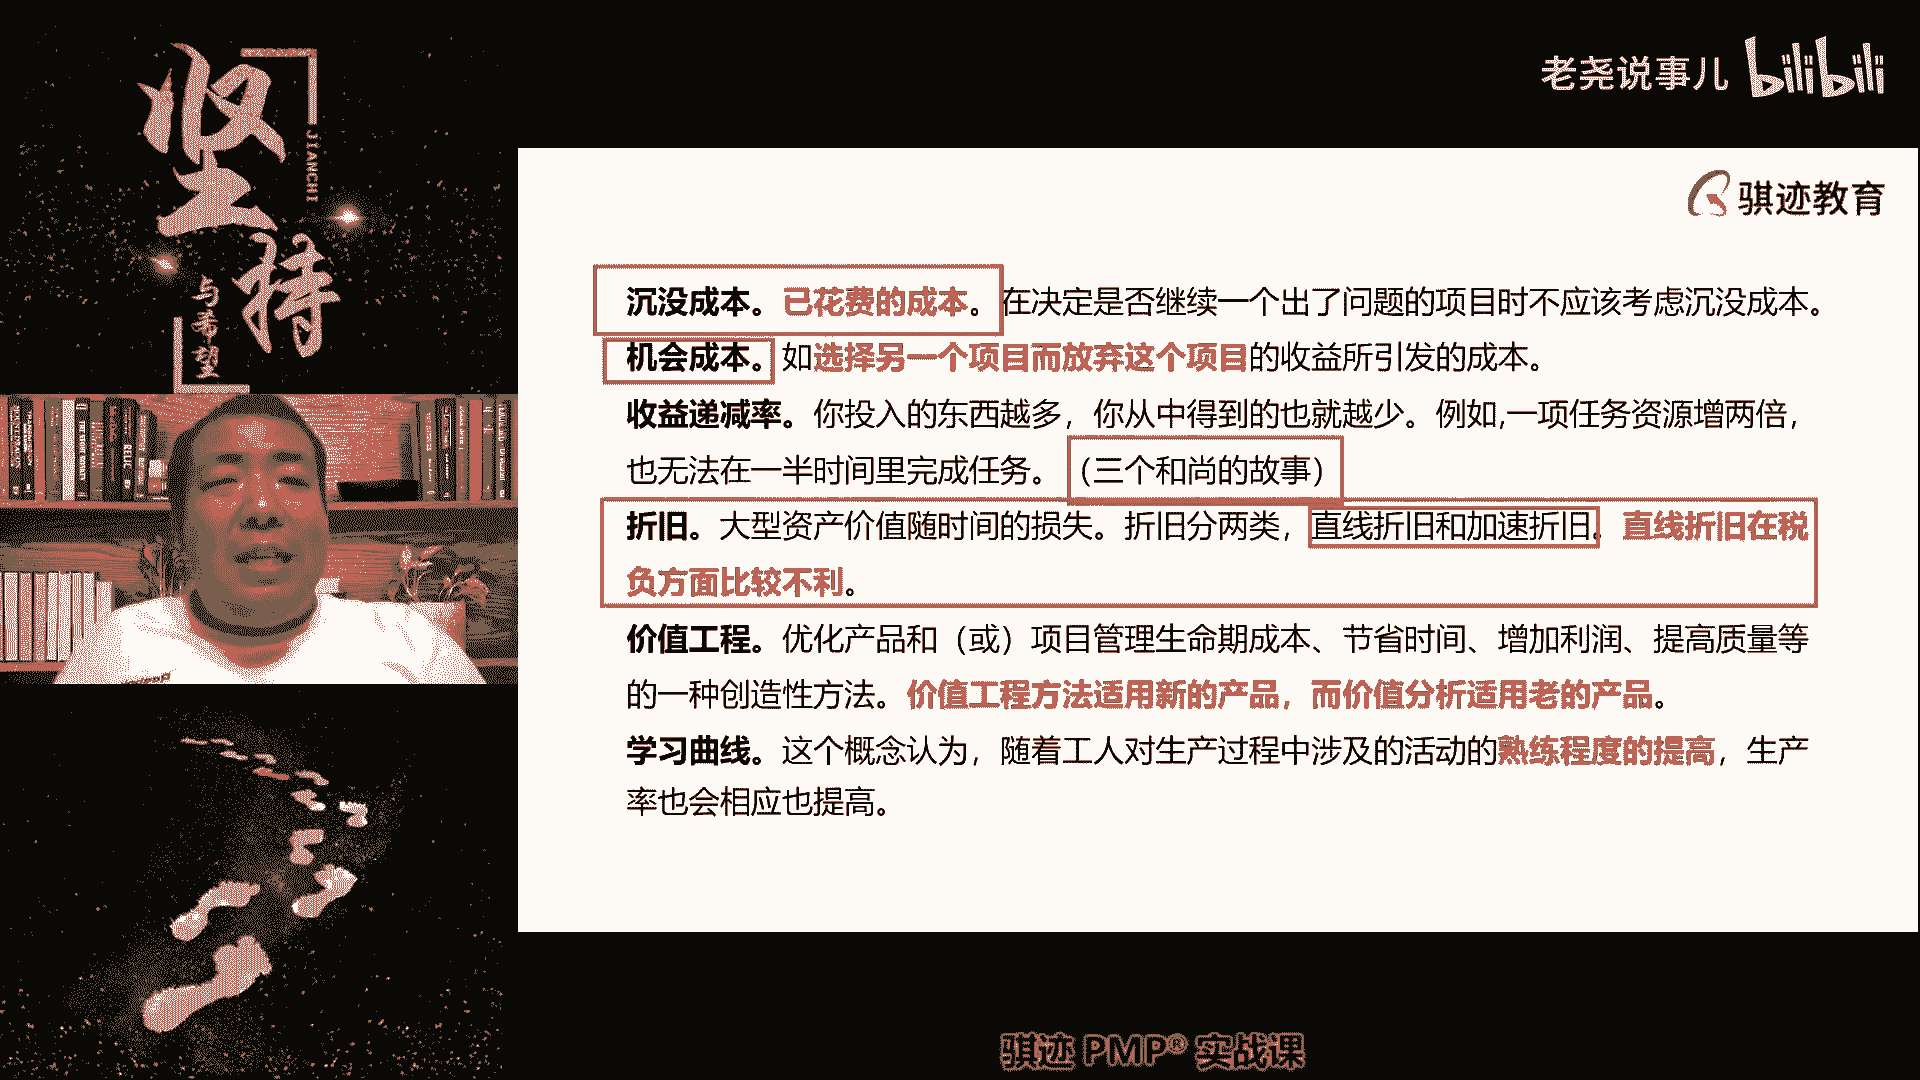 坚持
JIANCHI
与希望
老尧说事儿 bilibili
骐迹教育
沉没成本。已花费的成本。在决定是否继续一个出了问题的项目时不应该考虑沉没成本。
机会成本。如选择另一个项目而放弃这个项目的收益所引发的成本。
收益递减率。你投入的东西越多，你从中得到的也就越少。例如,一项任务资源增两倍，
也无法在一半时间里完成任务。（三个和尚的故事）
折旧。大型资产价值随时间的损失。折旧分两类，直线折旧和加速折旧。直线折旧在税
负方面比较不利。
价值工程。优化产品和（或）项目管理生命期成本、节省时间、增加利润、提高质量等
的一种创造性方法。价值工程方法适用新的产品，而价值分析适用老的产品。
学习曲线。这个概念认为，随着工人对生产过程中涉及的活动的熟练程度的提高，生产
率也会相应也提高。
骐迹 PMP® 实战课